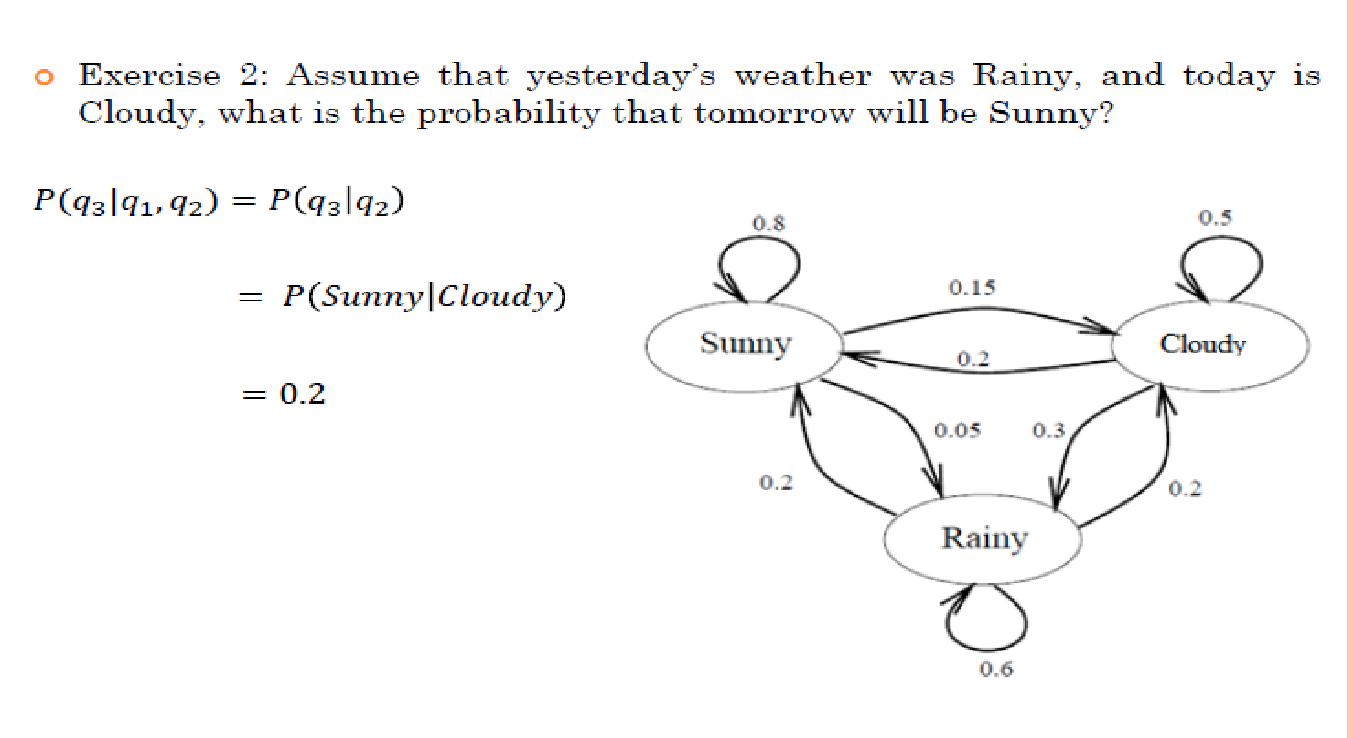 Exercise 2: Assume that yesterday's weather was Rainy, and today is
Cloudy, what is the probability that tomorrow will be Sunny?
P(q₃|q₁, q₂) = P(q₃|q₂)
= P(Sunny|Cloudy)
= 0.2
0.8
0.5
0.15
Sunny
Cloudy
0.2
0.05
0.3
0.2
0.2
Rainy
0.6